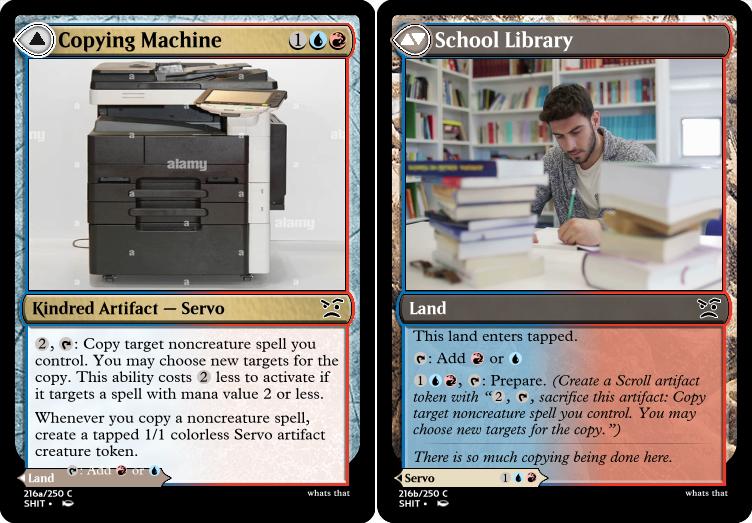 Copying Machine 1
alamy
alamy
Kindred Artifact — Servo
2, : Copy target noncreature spell you
control. You may choose new targets for the
copy. This ability costs 2 less to activate if
it targets a spell with mana value 2 or less.
Whenever you copy a noncreature spell,
create a tapped 1/1 colorless Servo artifact
creature token.
: Add or
Land
216a/250 C
SHIT •
whats that
School Library
Land
This land enters tapped.
: Add or
1 , : Prepare. (Create a Scroll artifact
token with “2, , sacrifice this artifact: Copy
target noncreature spell you control. You may
choose new targets for the copy.”)
There is so much copying being done here.
Servo 1
216b/250 C
SHIT •
whats that